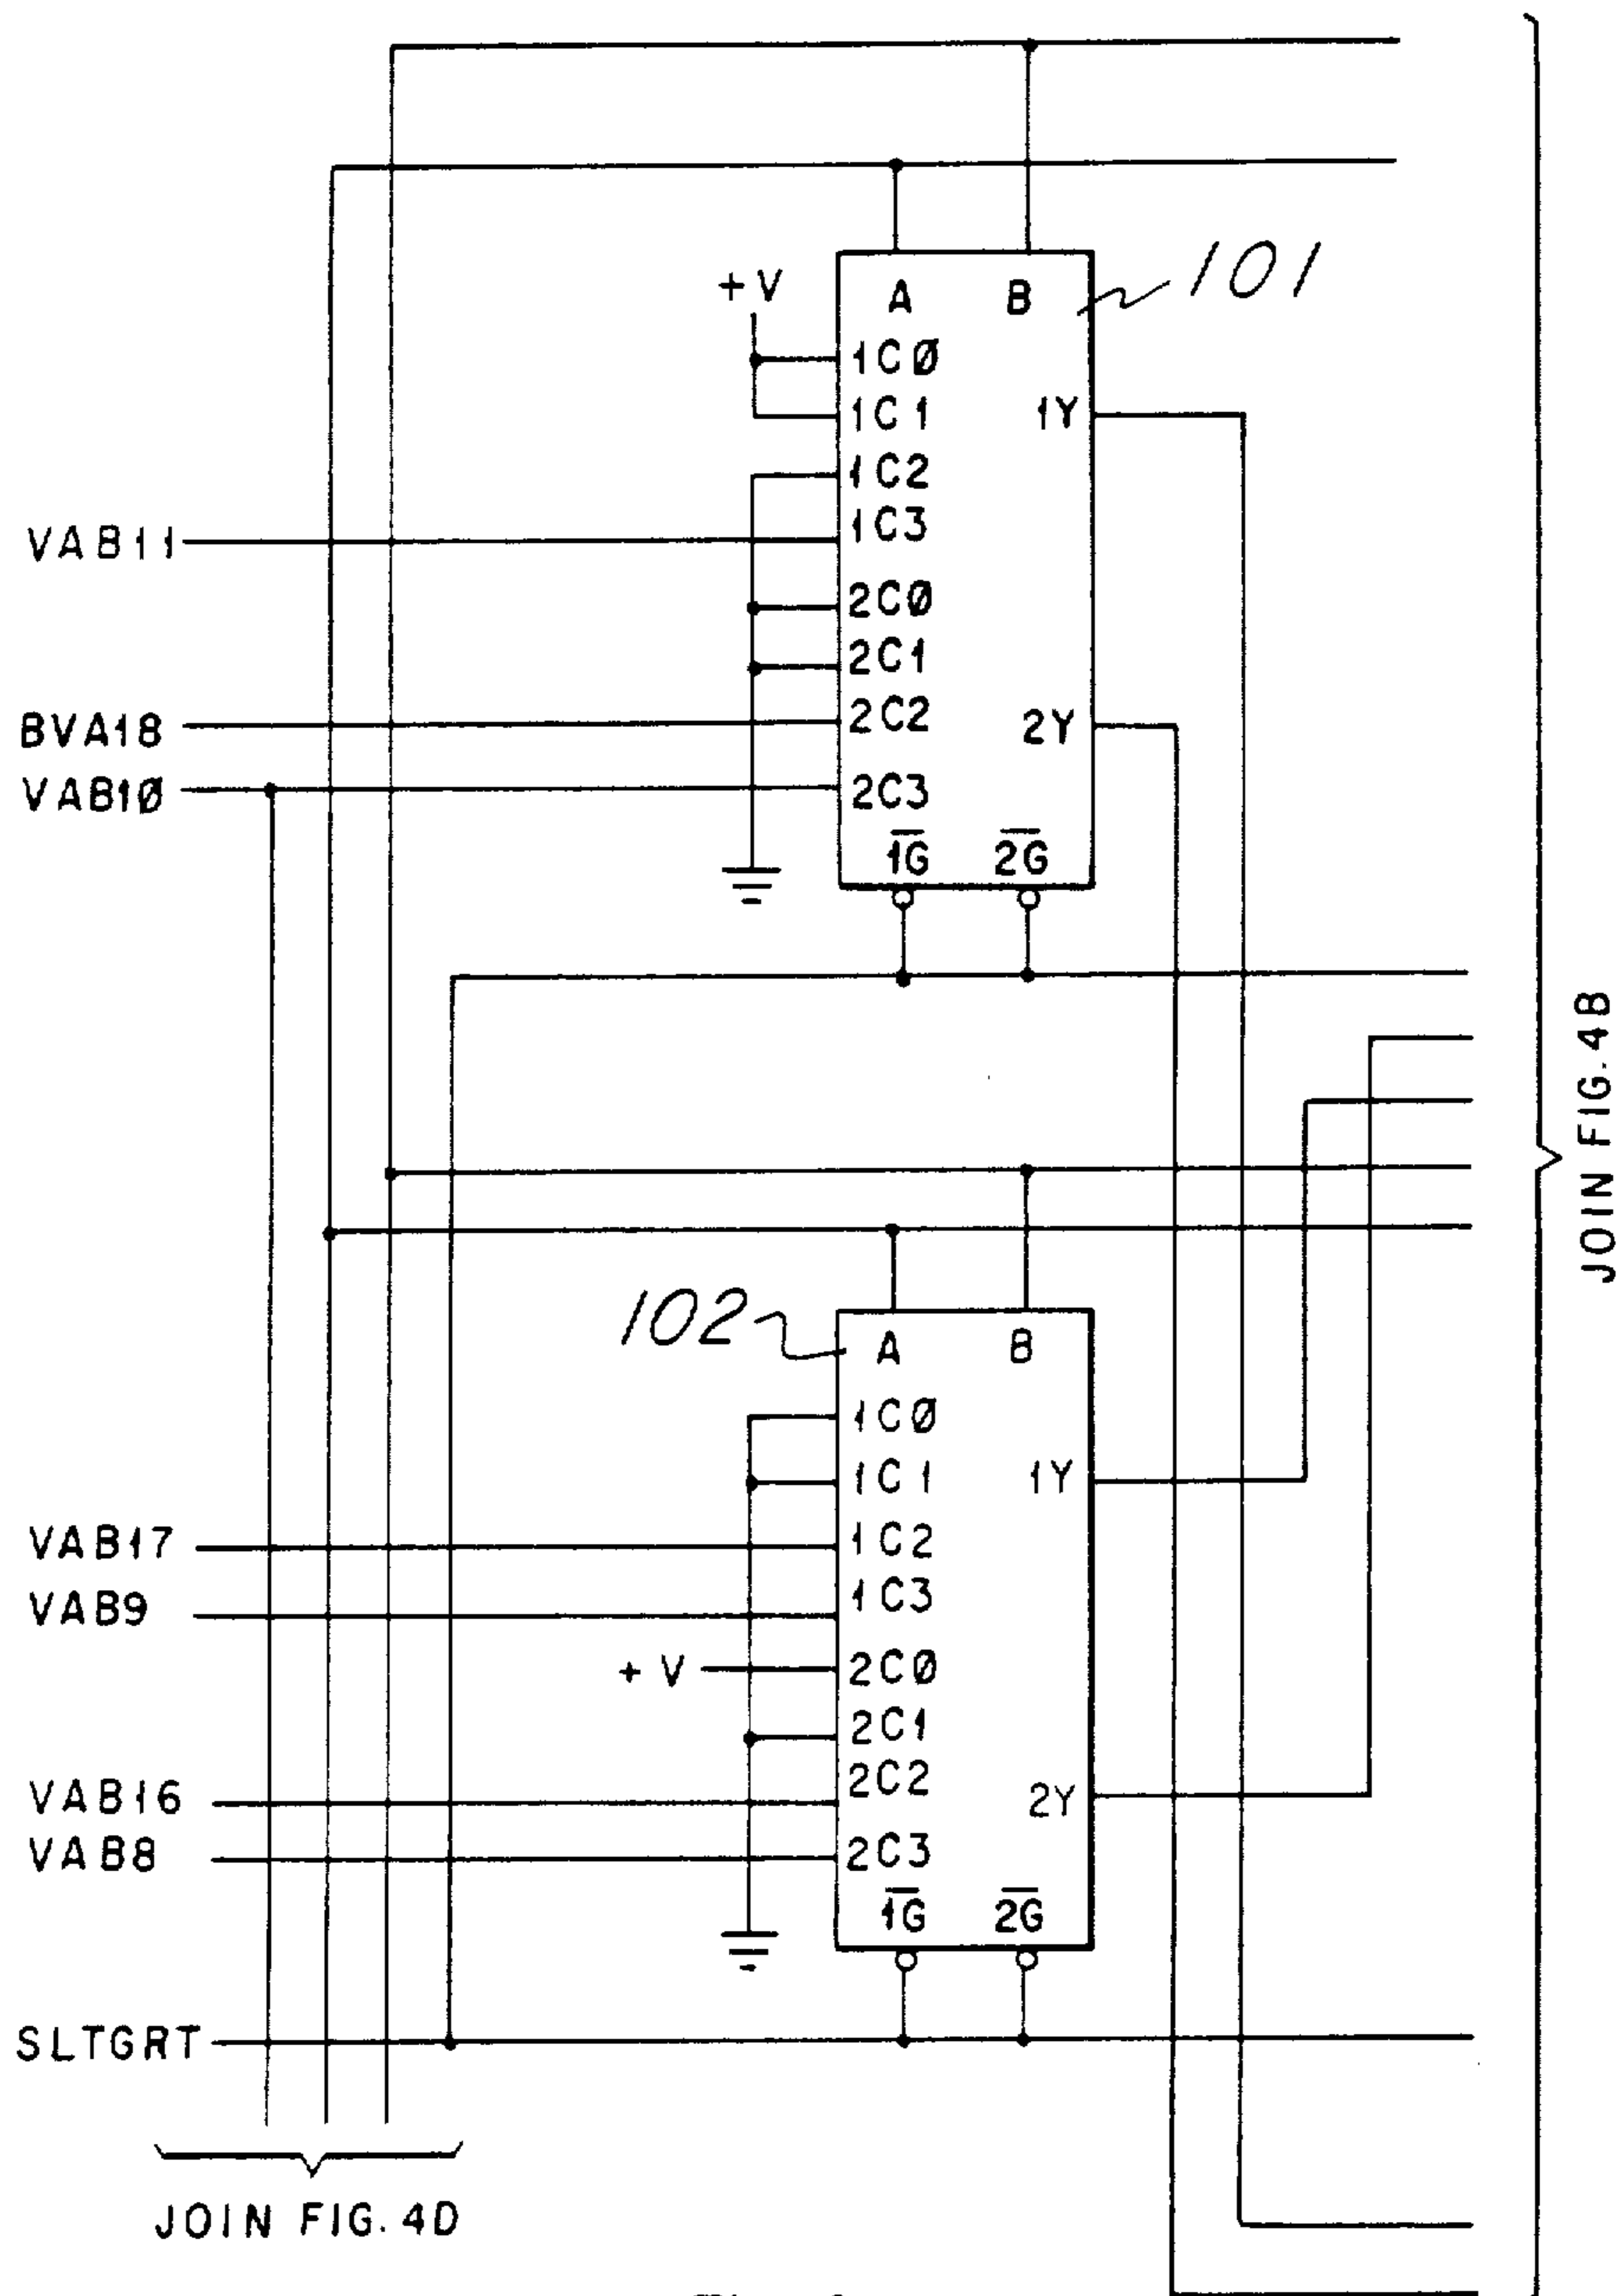 101
+V
A B
1CØ
1C1
1Y
1C2
1C3
VAB11
2CØ
2C1
2C2
2Y
BVA18
VAB1Ø
2C3
1G 2G
JOIN FIG. 4B
102
A B
1CØ
1C1
1Y
1C2
VAB17
1C3
VAB9
+V
2CØ
2C1
2C2
2Y
VAB16
VAB8
2C3
1G 2G
SLTGRT
JOIN FIG. 4D